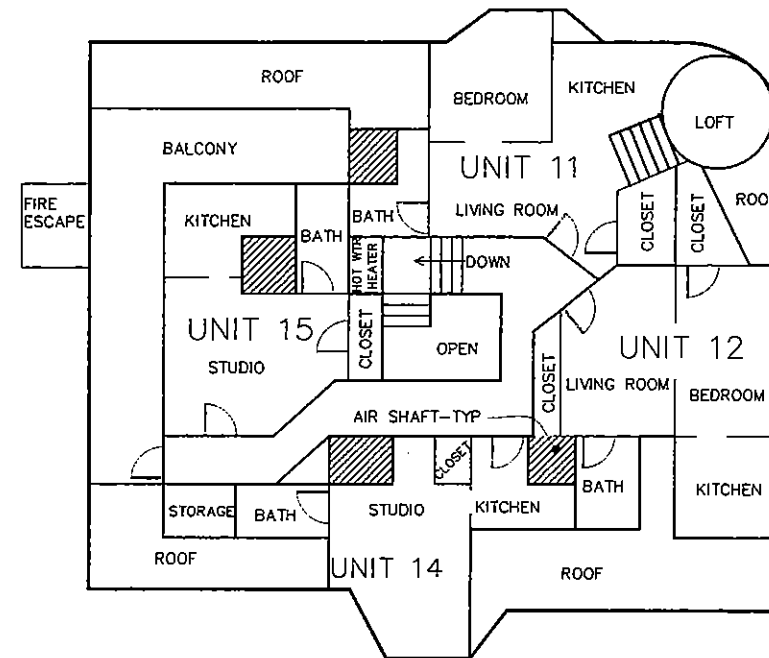 ROOF
BEDROOM
KITCHEN
LOFT
BALCONY
UNIT 11
FIRE
ESCAPE
KITCHEN
BATH
BATH
LIVING ROOM
CLOSET
CLOSET
ROO
HOT WTR
HEATER
DOWN
UNIT 15
STUDIO
CLOSET
OPEN
UNIT 12
CLOSET
LIVING ROOM
BEDROOM
AIR SHAFT-TYP
CLOSET
STORAGE
BATH
STUDIO
KITCHEN
BATH
KITCHEN
ROOF
UNIT 14
ROOF